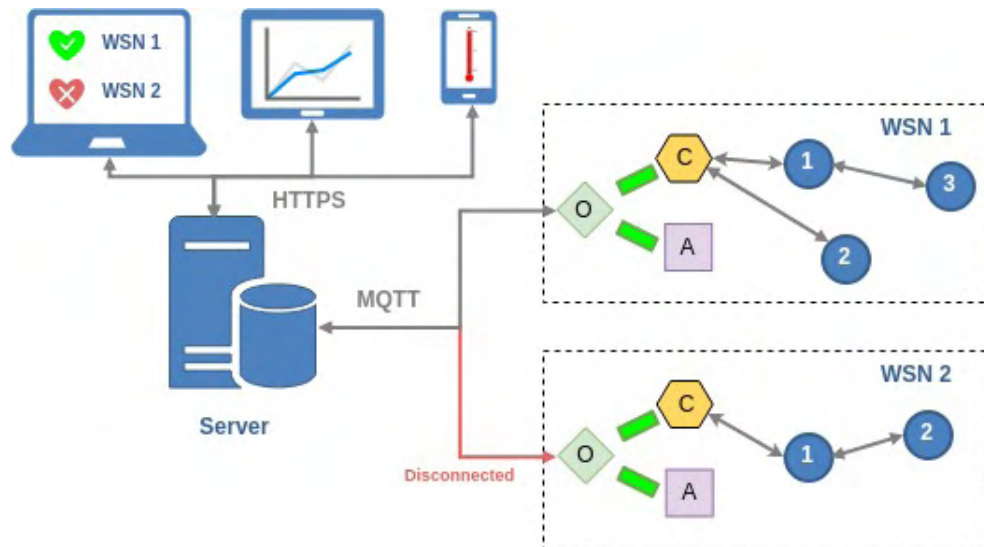 WSN 1
WSN 2
HTTPS
MQTT
Server
Disconnected
WSN 1
C
1
3
O
A
2
WSN 2
C
2
O
1
A